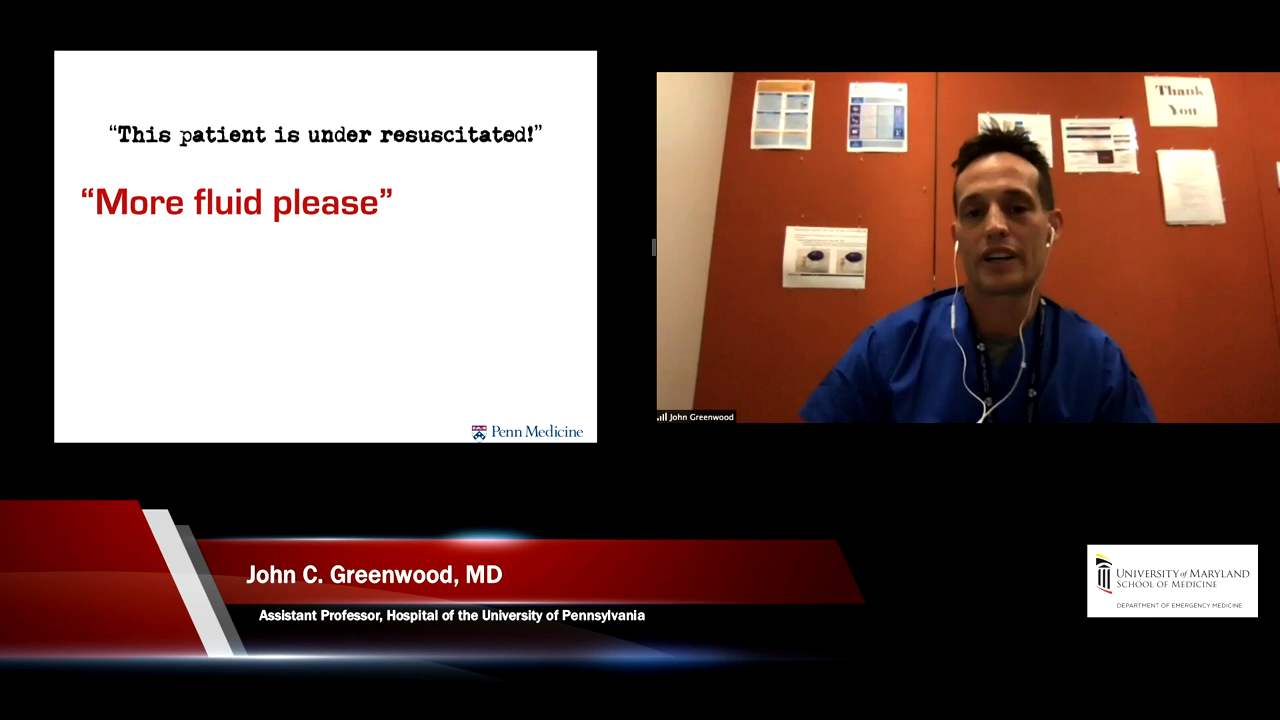 “This patient is under resuscitated!”
“More fluid please”
Penn Medicine
Thank
You
John Greenwood
John C. Greenwood, MD
Assistant Professor, Hospital of the University of Pennsylvania
UNIVERSITY of MARYLAND
SCHOOL OF MEDICINE
DEPARTMENT OF EMERGENCY MEDICINE